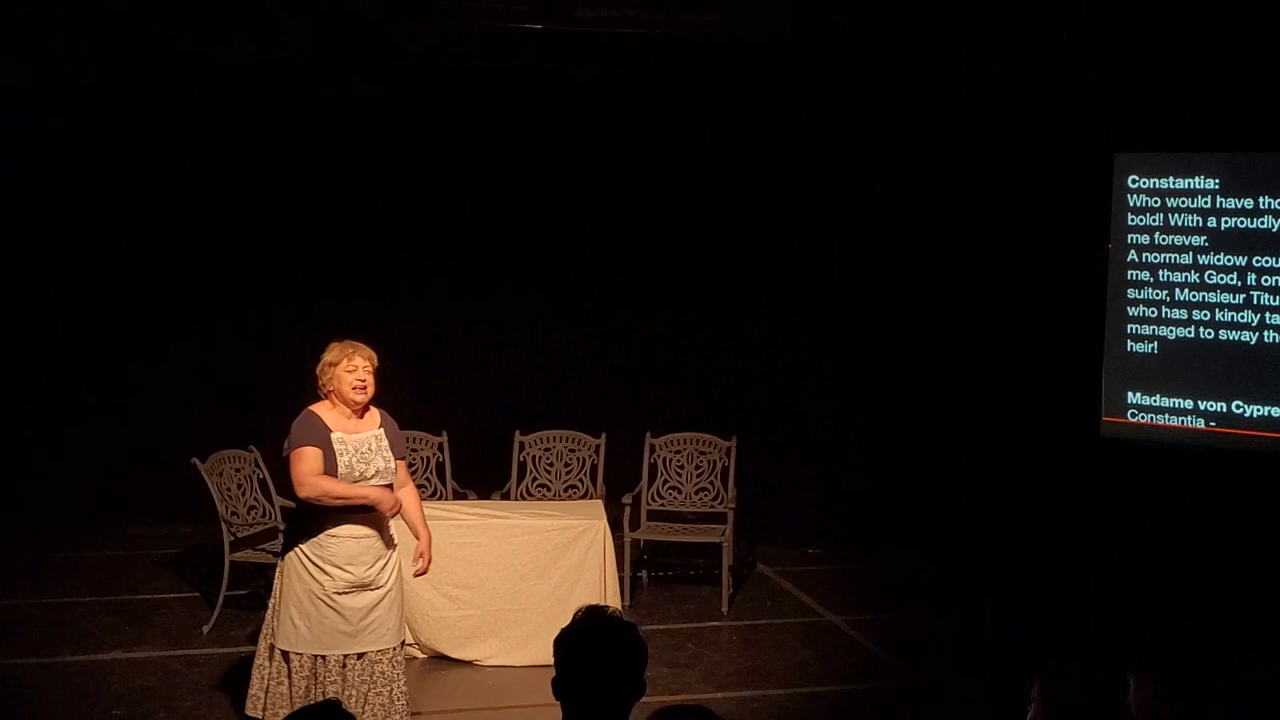 Constantia:
Who would have tho
bold! With a proudly
me forever.
A normal widow cou
me, thank God, it on
suitor, Monsieur Titu
who has so kindly ta
managed to sway the
heir!
Madame von Cypre
Constantia -